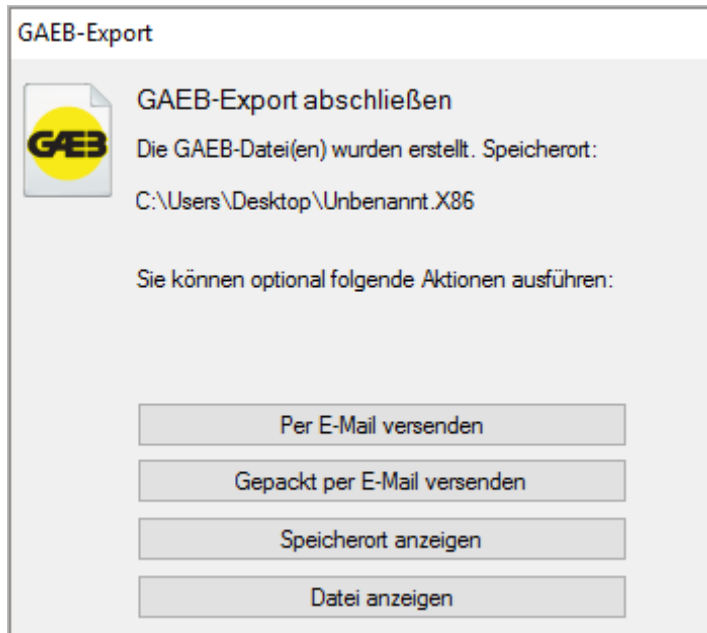 GAEB-Export
GAEB
GAEB-Export abschließen
Die GAEB-Datei(en) wurden erstellt. Speicherort:
C:\Users\Desktop\Unbenannt.X86
Sie können optional folgende Aktionen ausführen:
Per E-Mail versenden
Gepackt per E-Mail versenden
Speicherort anzeigen
Datei anzeigen